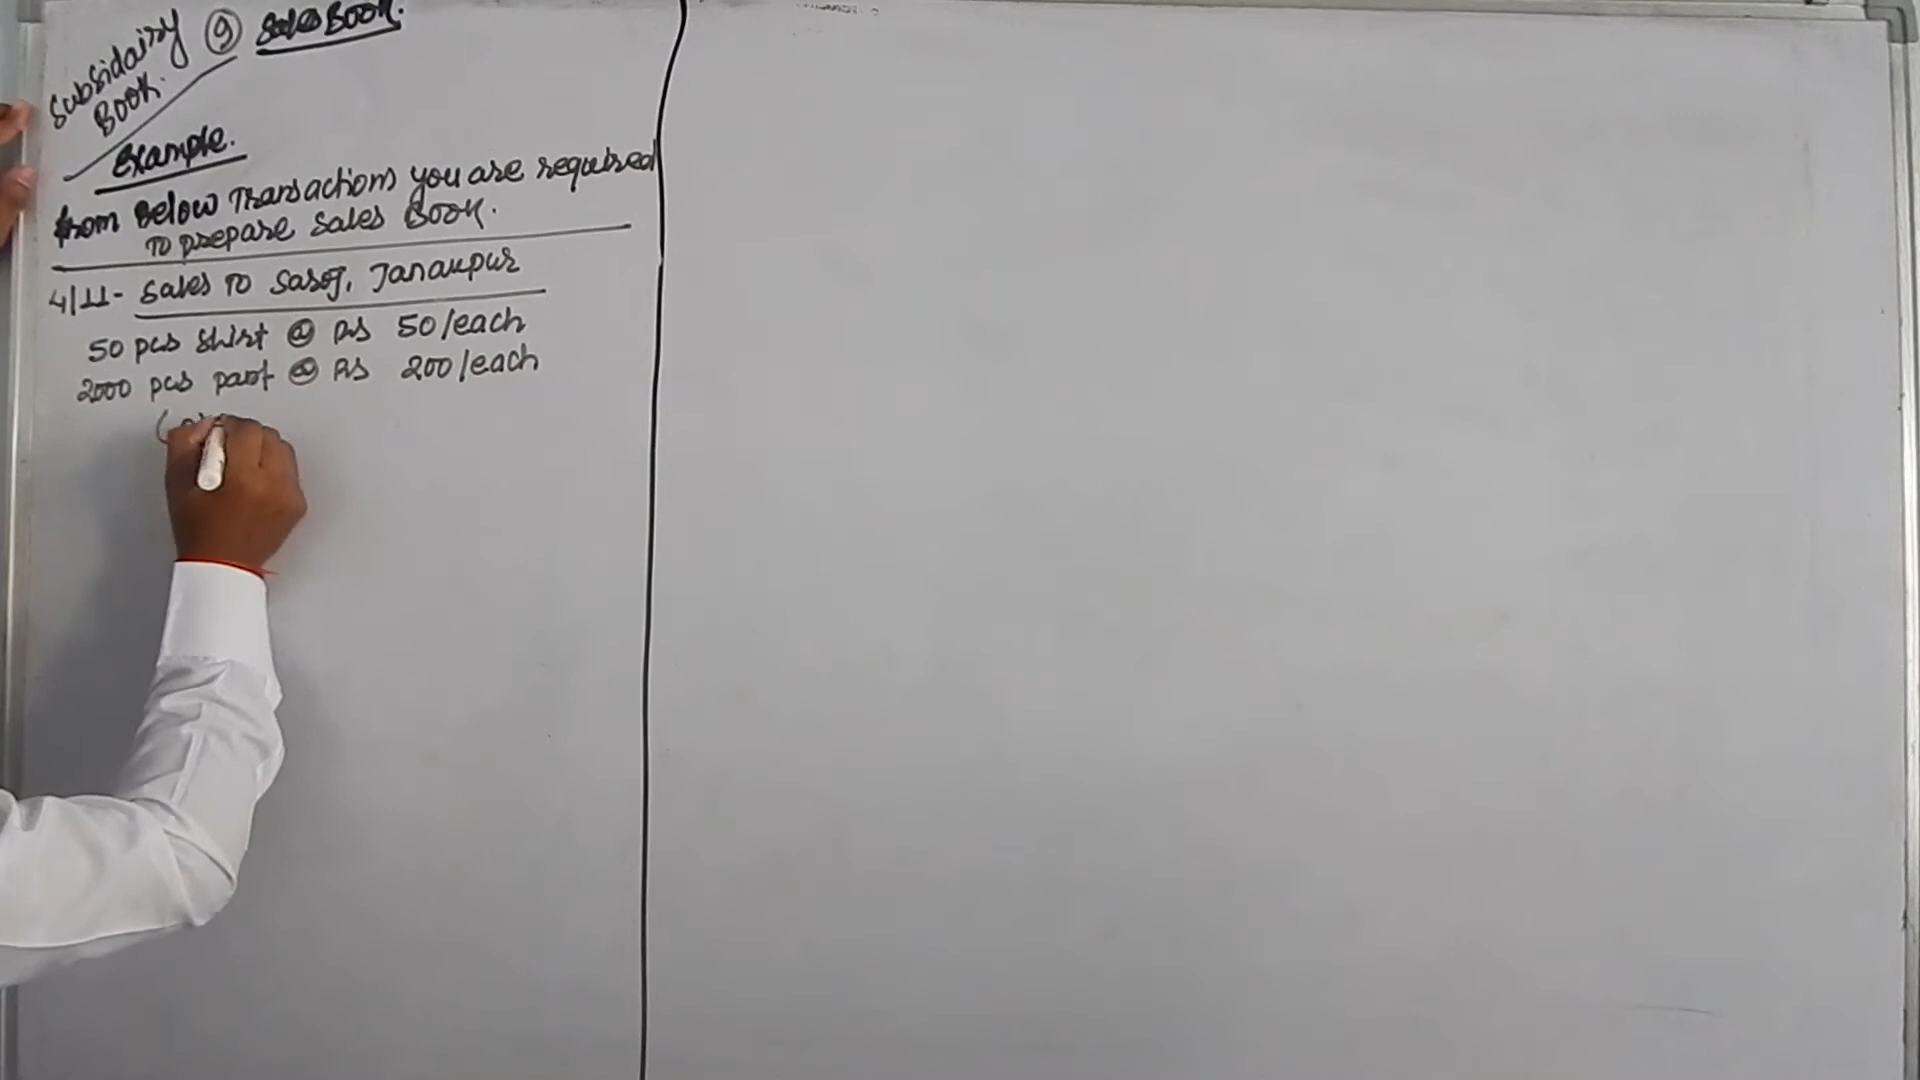 Subsidairy
Book.
9 Sales Book.
Example.
from Below Transactions you are required
To prepare Sales Book.
4/11- Sales To Saroj, Janakpur
50 pcs shirt @ Rs 50/each
2000 pcs pant @ Rs 200/each